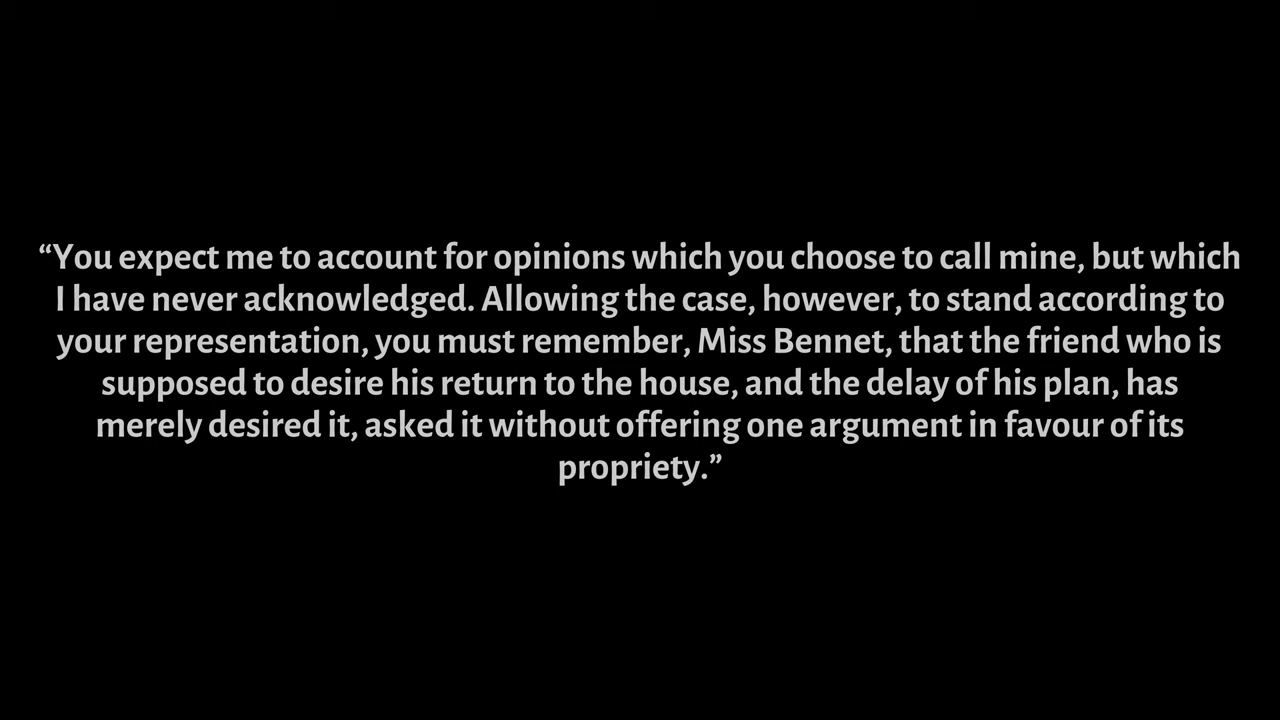 “You expect me to account for opinions which you choose to call mine, but which
I have never acknowledged. Allowing the case, however, to stand according to
your representation, you must remember, Miss Bennet, that the friend who is
supposed to desire his return to the house, and the delay of his plan, has
merely desired it, asked it without offering one argument in favour of its
propriety.”